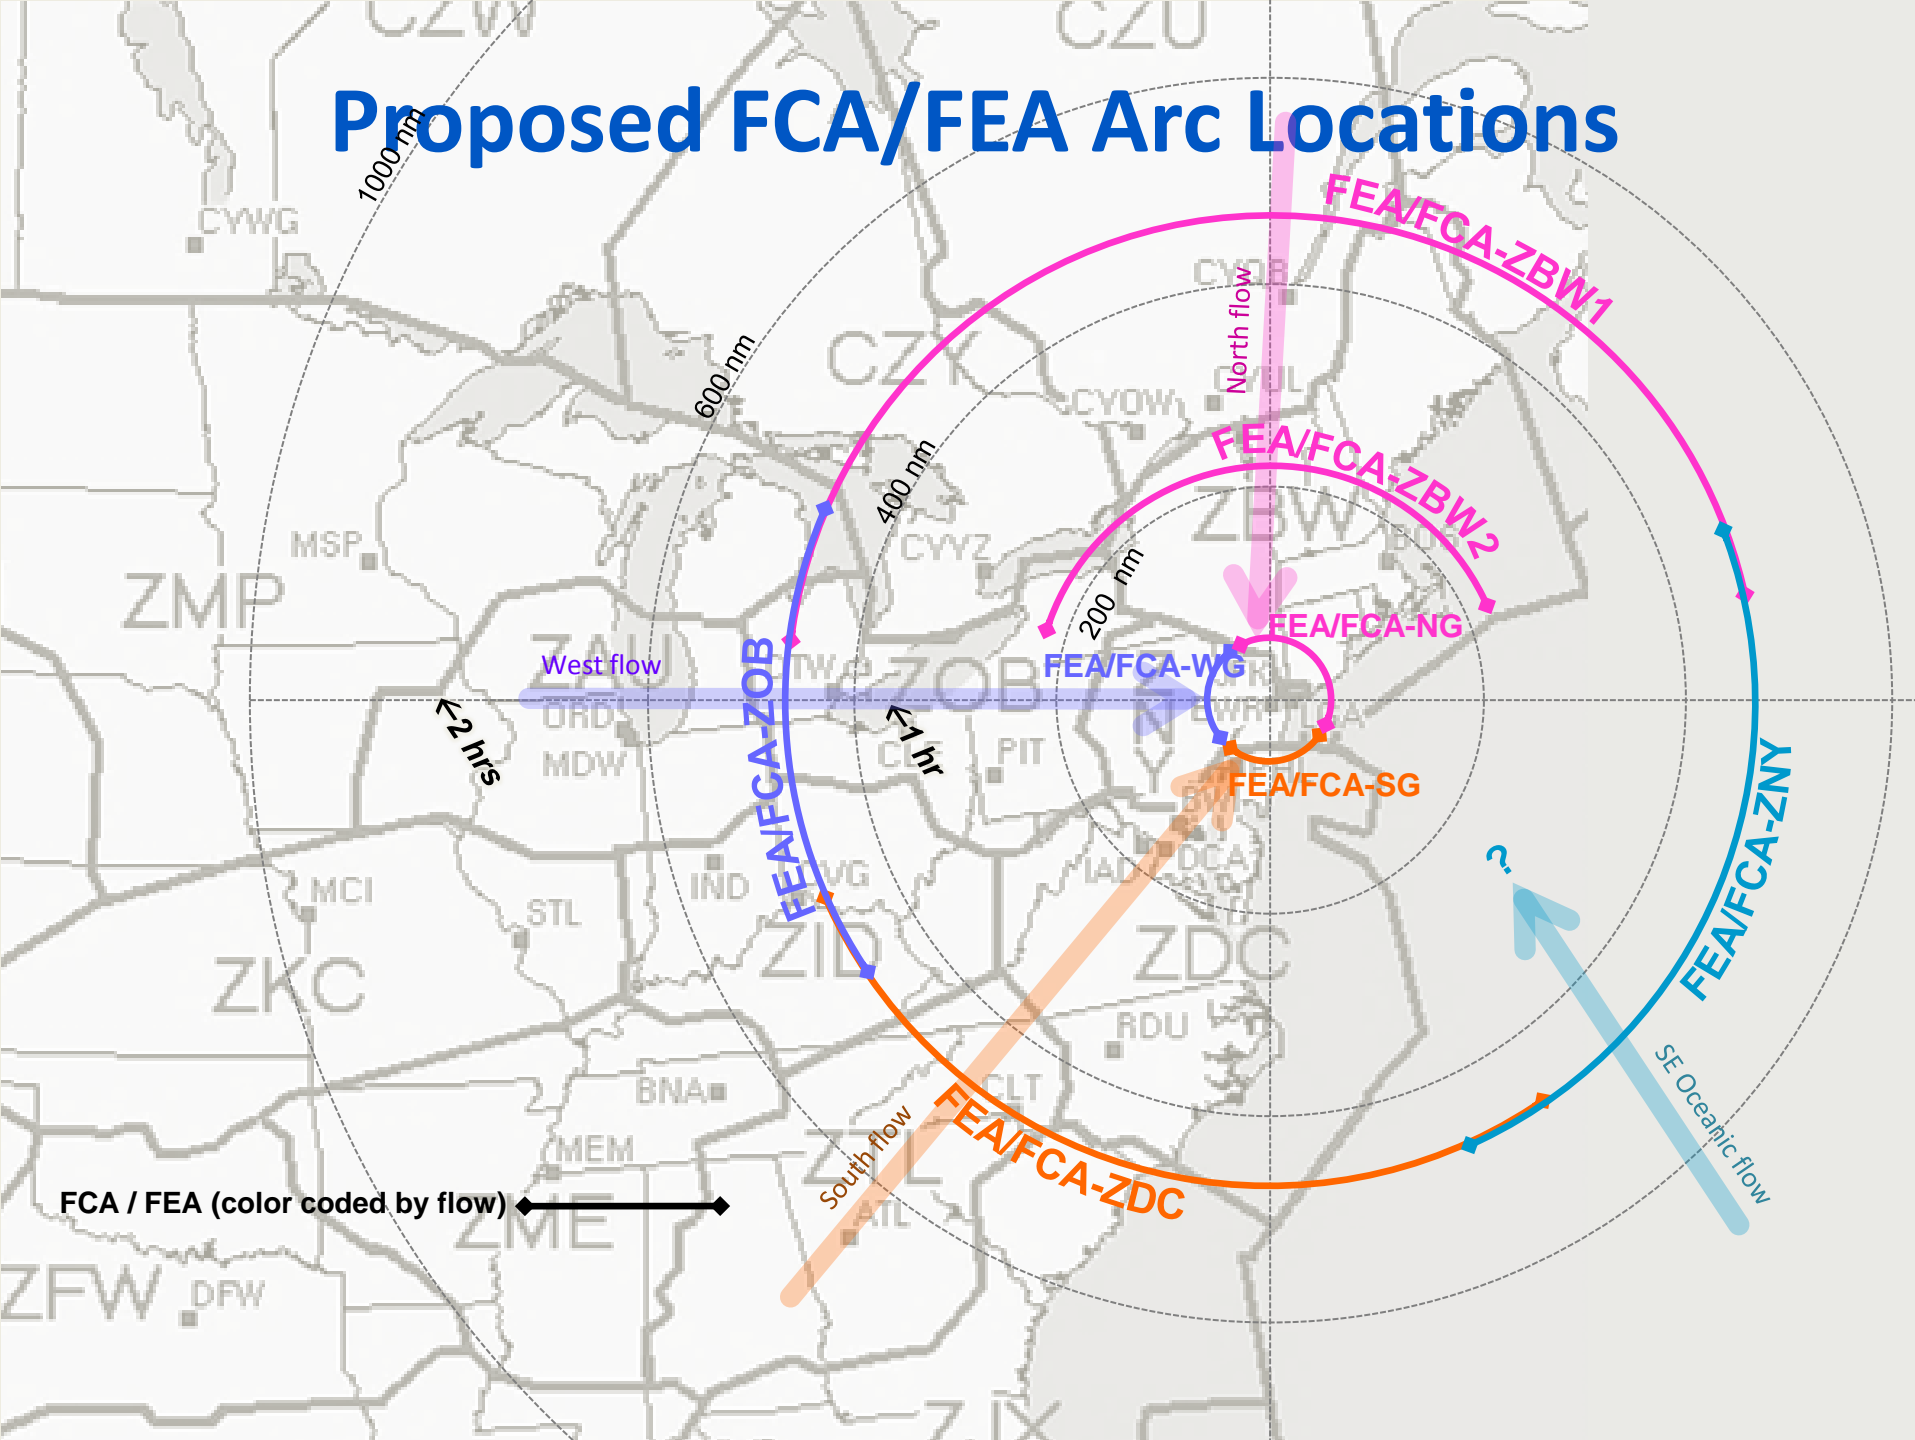 CZW
CZU
Proposed FCA/FEA Arc Locations
1000 nm
FEA/FCA-ZBW1
CYWG
CYQB
North flow
CZY
600 nm
CYUL
CYOW
FEA/FCA-ZBW2
400 nm
ZBW
BOS
MSP
CYYZ
200 nm
ZMP
FEA/FCA-NG
ZAU
West flow
DTW
ZOB
FEA/FCA-WG
FEA/FCA-ZOB
ORD
EWR
←2 hrs
←1 hr
MDW
CLE
PIT
N
Y
FEA/FCA-SG
FEA/FCA-ZNY
?
IAD
DCA
MCI
IND
CVG
STL
ZID
ZDC
ZKC
RDU
SE Oceanic flow
BNA
CLT
FEA/FCA-ZDC
MEM
ZTL
South flow
FCA / FEA (color coded by flow)
ZME
ATL
ZFW
DFW
ZJX